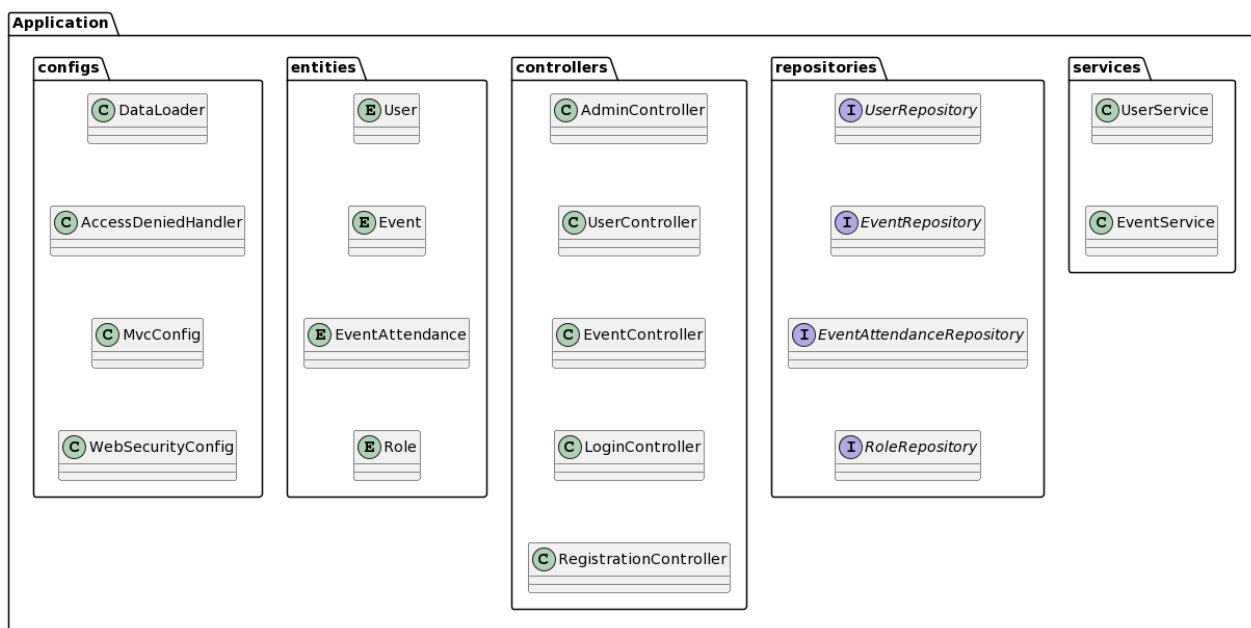 Application
configs
C DataLoader
C AccessDeniedHandler
C MvcConfig
C WebSecurityConfig
entities
E User
E Event
E EventAttendance
E Role
controllers
C AdminController
C UserController
C EventController
C LoginController
C RegistrationController
repositories
I UserRepository
I EventRepository
I EventAttendanceRepository
I RoleRepository
services
C UserService
C EventService